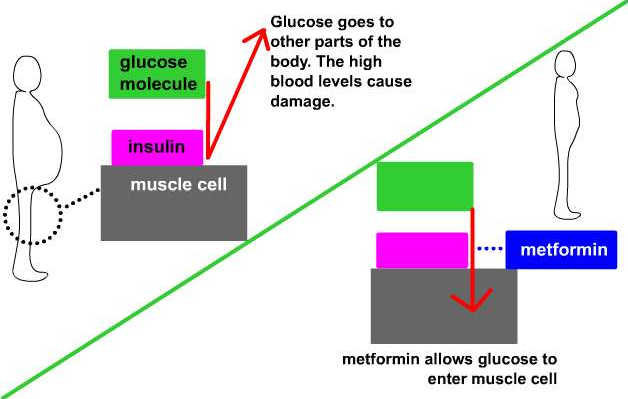 Glucose goes to
other parts of the
body. The high
blood levels cause
damage.
glucose
molecule
insulin
muscle cell
metformin
metformin allows glucose to
enter muscle cell